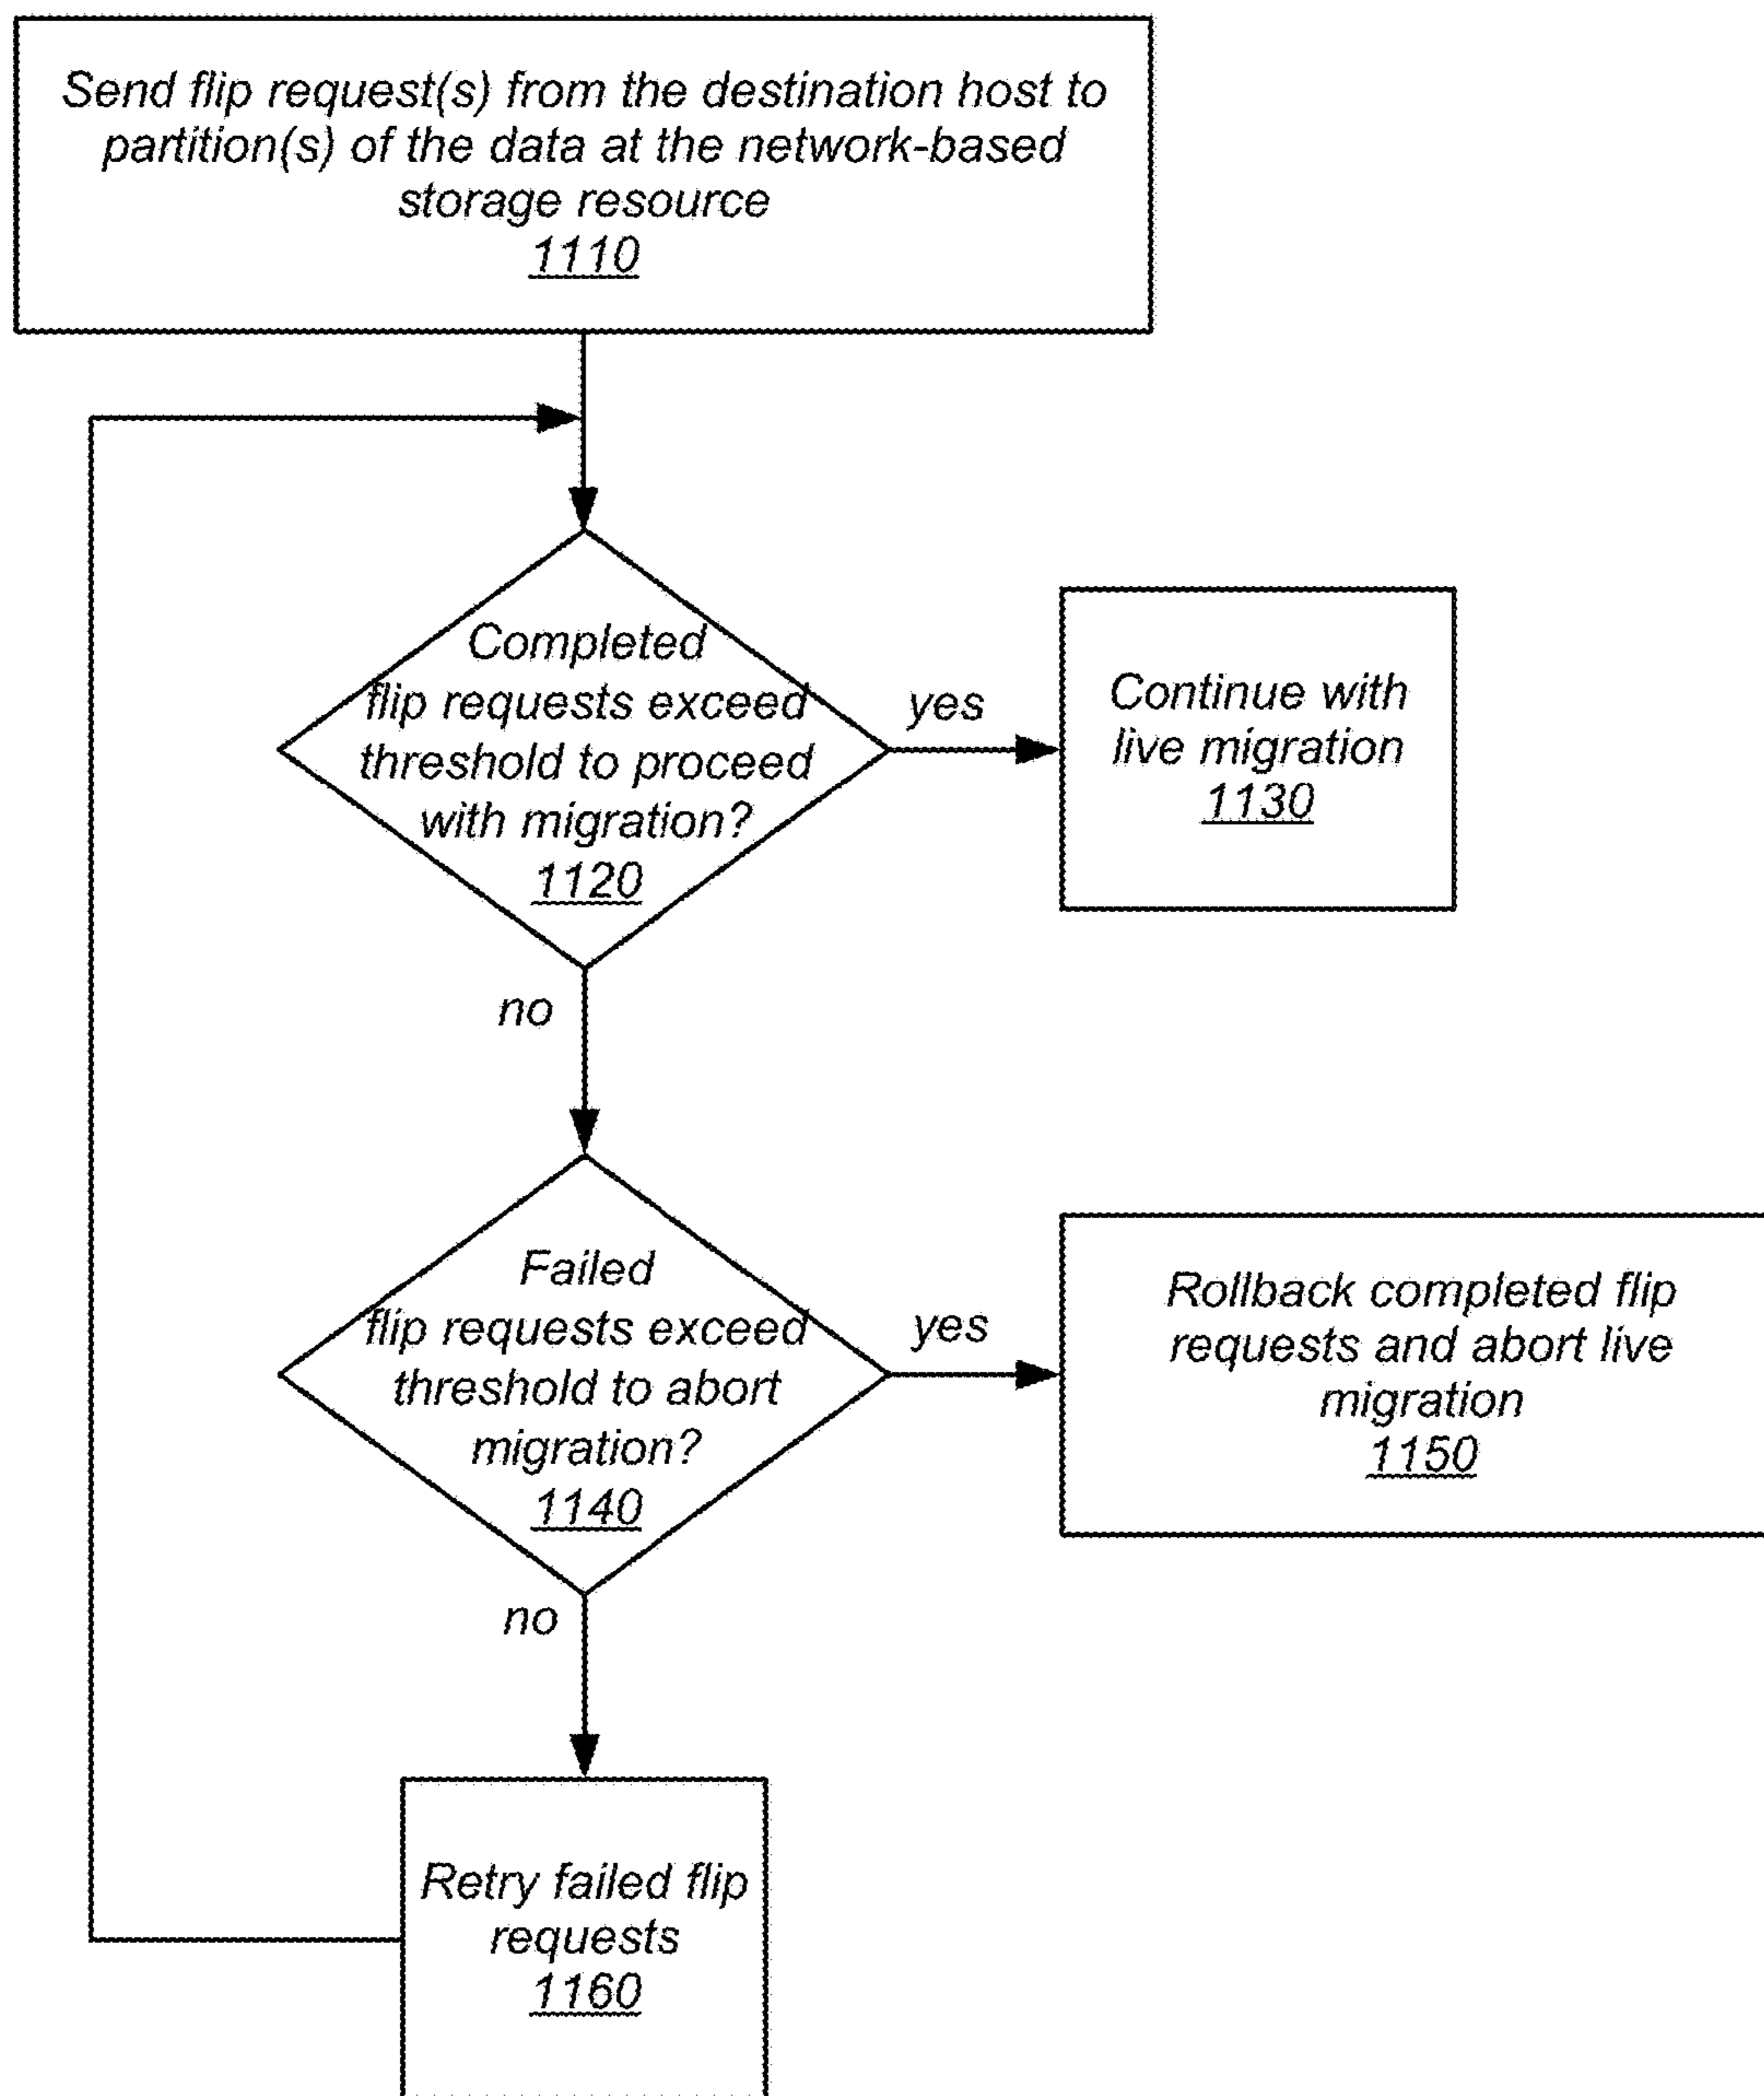 Send flip request(s) from the destination host to
partition(s) of the data at the network-based
storage resource
1110
Completed
flip requests exceed
threshold to proceed
with migration?
1120
yes
Continue with
live migration
1130
no
Failed
flip requests exceed
threshold to abort
migration?
1140
yes
Rollback completed flip
requests and abort live
migration
1150
no
Retry failed flip
requests
1160